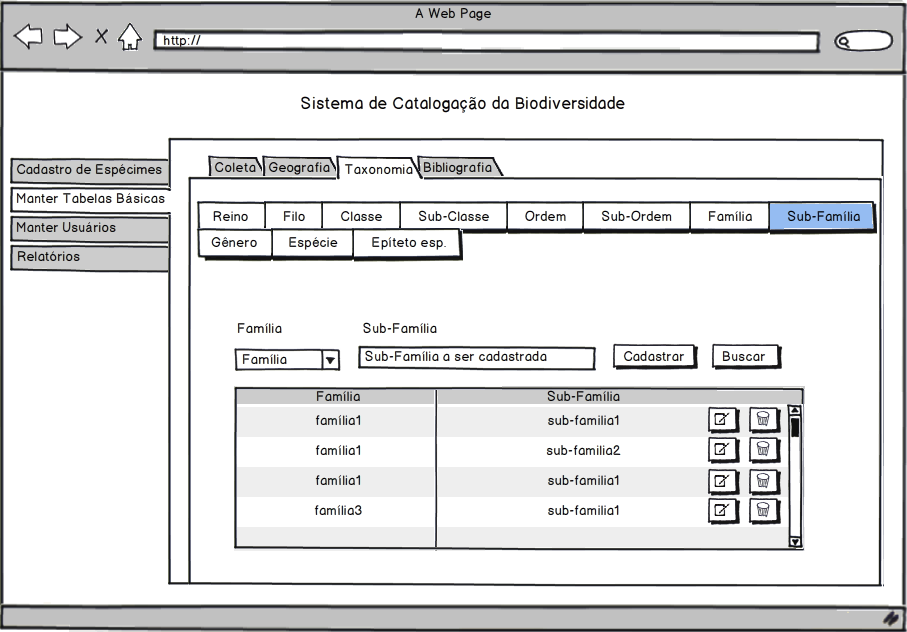 A Web Page
http://
Sistema de Catalogação da Biodiversidade
Cadastro de Espécimes
Manter Tabelas Básicas
Manter Usuários
Relatórios
Coleta Geografia Taxonomia Bibliografia
Reino Filo Classe Sub-Classe Ordem Sub-Ordem Família Sub-Família
Gênero Espécie Epíteto esp.
Família Sub-Família
Família Sub-Família a ser cadastrada Cadastrar Buscar
Família Sub-Família
família1 sub-familia1
família1 sub-familia2
família1 sub-familia1
família3 sub-familia1